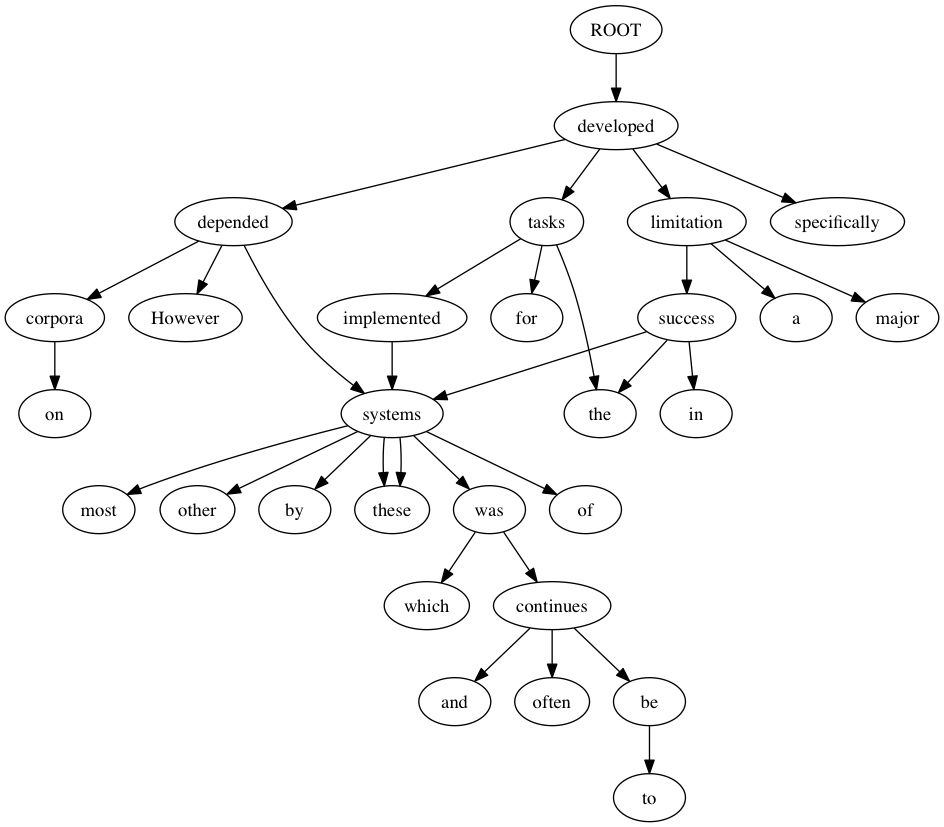 ROOT
developed
depended
tasks
limitation
specifically
corpora
However
implemented
for
success
a
major
on
systems
the
in
most
other
by
these
was
of
which
continues
and
often
be
to